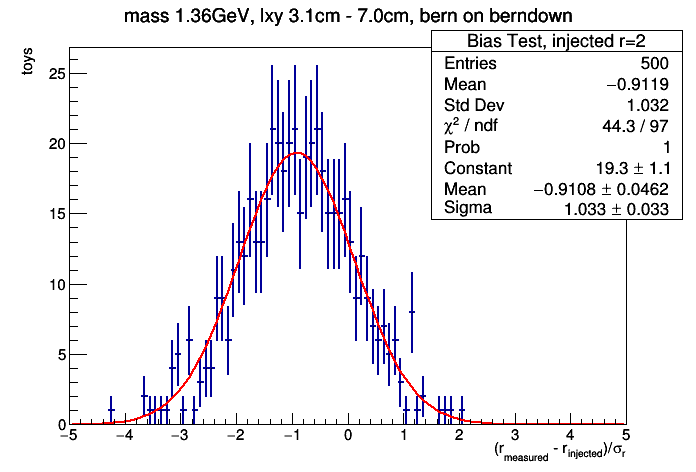 mass 1.36GeV, lxy 3.1cm - 7.0cm, bern on berndown
toys
Bias Test, injected r=2
Entries 500
Mean −0.9119
Std Dev 1.032
χ² / ndf 44.3 / 97
Prob 1
Constant 19.3 ± 1.1
Mean −0.9108 ± 0.0462
Sigma 1.033 ± 0.033
25
20
15
10
5
0
−5 −4 −3 −2 −1 0 1 2 3 4 5
(r_measured - r_injected)/σ_r